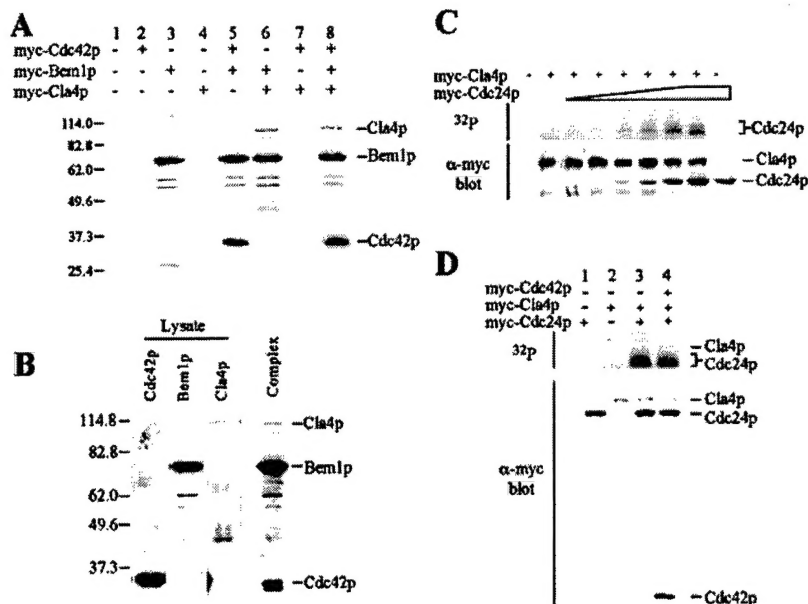 A
1 2 3 4 5 6 7 8
myc-Cdc42p - + - - + - + +
myc-Bem1p - - + - + + - +
myc-Cla4p - - - + - + + +
114.0
82.8
62.0
49.6
37.3
25.4
Cla4p
Bem1p
Cdc42p
B
Lysate
Cdc42p
Bem1p
Cla4p
Complex
114.8
82.8
62.0
49.6
37.3
Cla4p
Bem1p
Cdc42p
C
myc-Cla4p - + + + + + + -
myc-Cdc24p
32P
Cdc24p
α-myc
blot
Cla4p
Cdc24p
D
1 2 3 4
myc-Cdc42p - - - +
myc-Cla4p - + + +
myc-Cdc24p + - + +
32P
Cla4p
Cdc24p
Cla4p
Cdc24p
α-myc
blot
Cdc42p